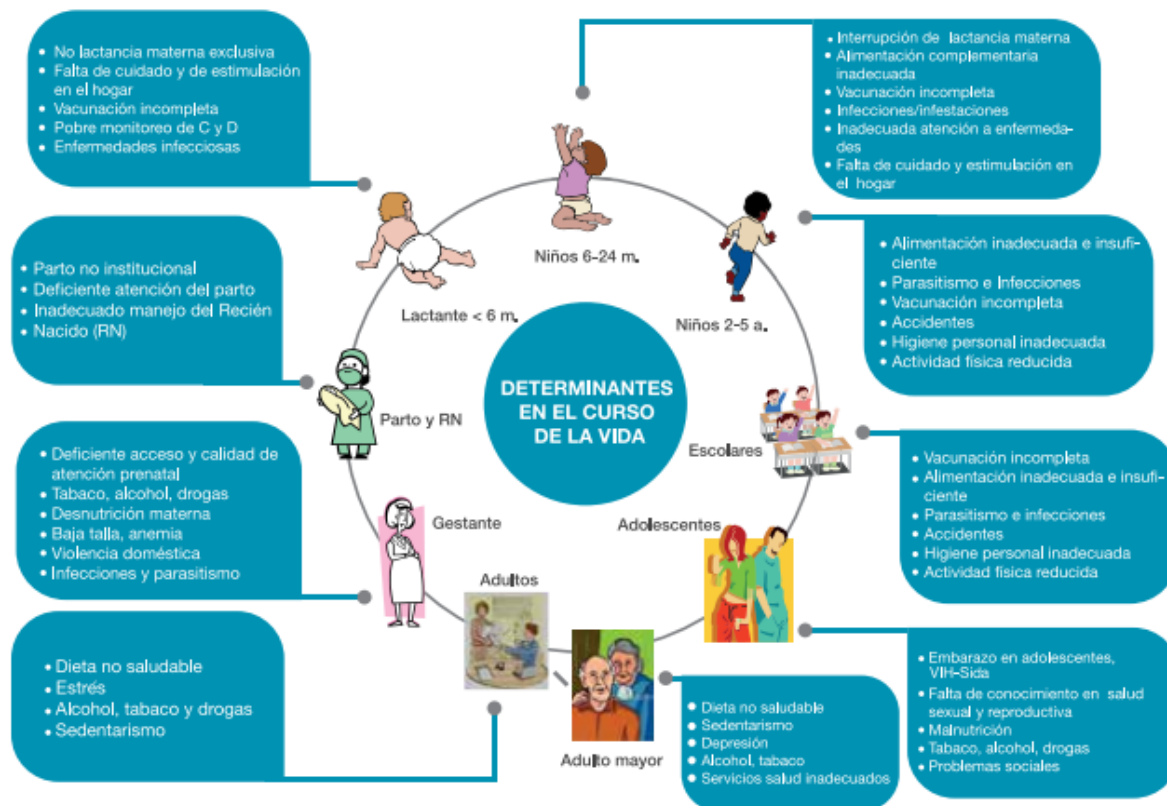 • No lactancia materna exclusiva
• Falta de cuidado y de estimulación
en el hogar
• Vacunación incompleta
• Pobre monitoreo de C y D
• Enfermedades infecciosas
• Interrupción de lactancia materna
• Alimentación complementaria
inadecuada
• Vacunación incompleta
• Infecciones/infestaciones
• Inadecuada atención a enfermeda-
des
• Falta de cuidado y estimulación en
el hogar
Niños 6-24 m.
• Parto no institucional
• Deficiente atención del parto
• Inadecuado manejo del Recién
• Nacido (RN)
Lactante < 6 m.
Niños 2-5 a.
• Alimentación inadecuada e insufi-
ciente
• Parasitismo e Infecciones
• Vacunación incompleta
• Accidentes
• Higiene personal inadecuada
• Actividad física reducida
DETERMINANTES
EN EL CURSO
DE LA VIDA
Parto y RN
Escolares
• Deficiente acceso y calidad de
atención prenatal
• Tabaco, alcohol, drogas
• Desnutrición materna
• Baja talla, anemia
• Violencia doméstica
• Infecciones y parasitismo
Gestante
Adolescentes
• Vacunación incompleta
• Alimentación inadecuada e insufi-
ciente
• Parasitismo e infecciones
• Accidentes
• Higiene personal inadecuada
• Actividad física reducida
Adultos
• Dieta no saludable
• Estrés
• Alcohol, tabaco y drogas
• Sedentarismo
Adulto mayor
• Dieta no saludable
• Sedentarismo
• Depresión
• Alcohol, tabaco
• Servicios salud inadecuados
• Embarazo en adolescentes,
VIH-Sida
• Falta de conocimiento en salud
sexual y reproductiva
• Malnutrición
• Tabaco, alcohol, drogas
• Problemas sociales